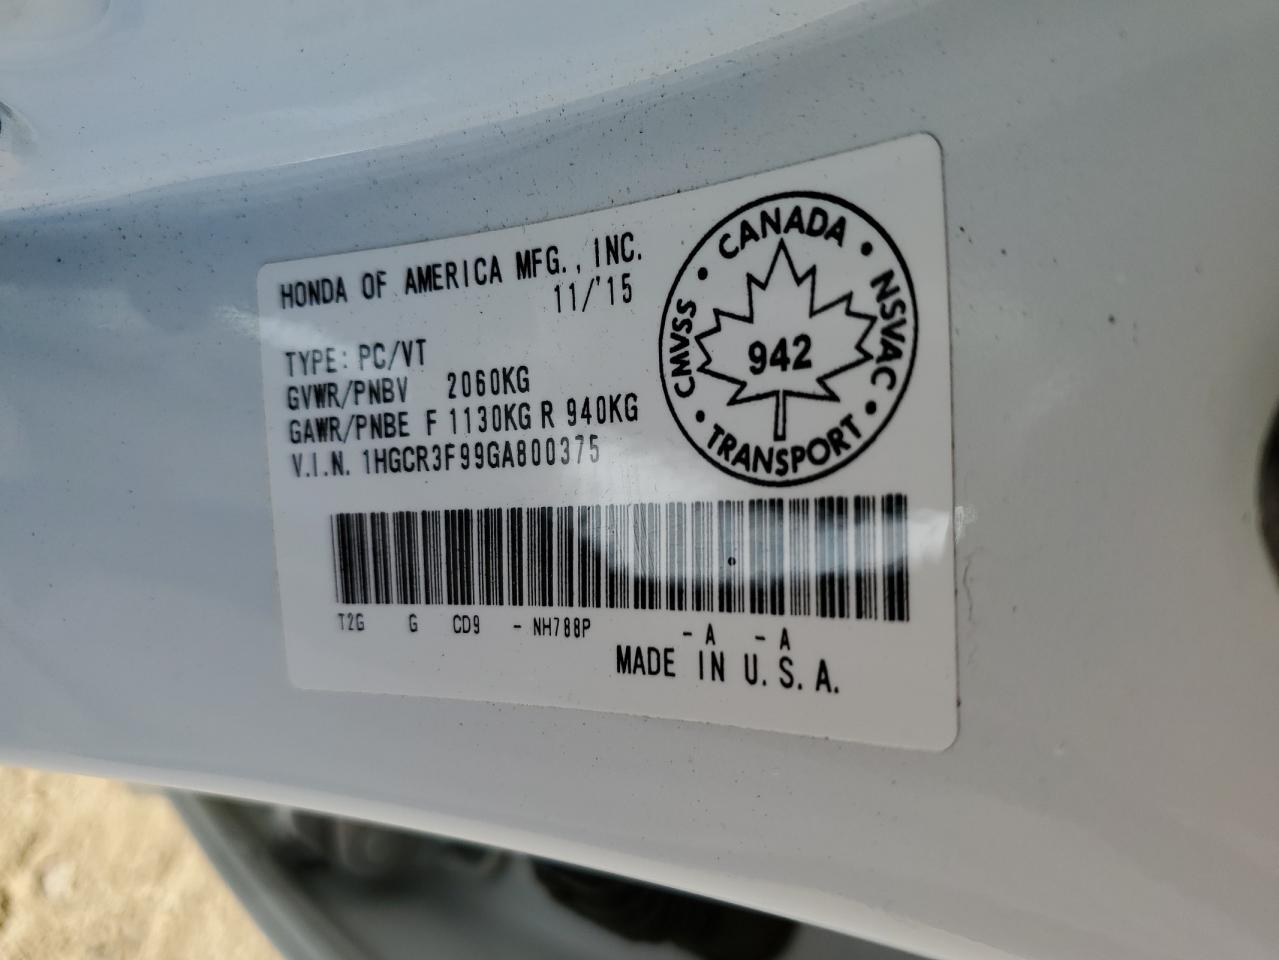 HONDA OF AMERICA MFG., INC.
11/'15
TYPE: PC/VT
GVWR/PNBV 2060KG
GAWR/PNBE F 1130KG R 940KG
V.I.N. 1HGCR3F99GA800375
CANADA • NSVAC • TRANSPORT • CMVSS •
942
T2G G CD9 - NH788P - A - A
MADE IN U.S.A.